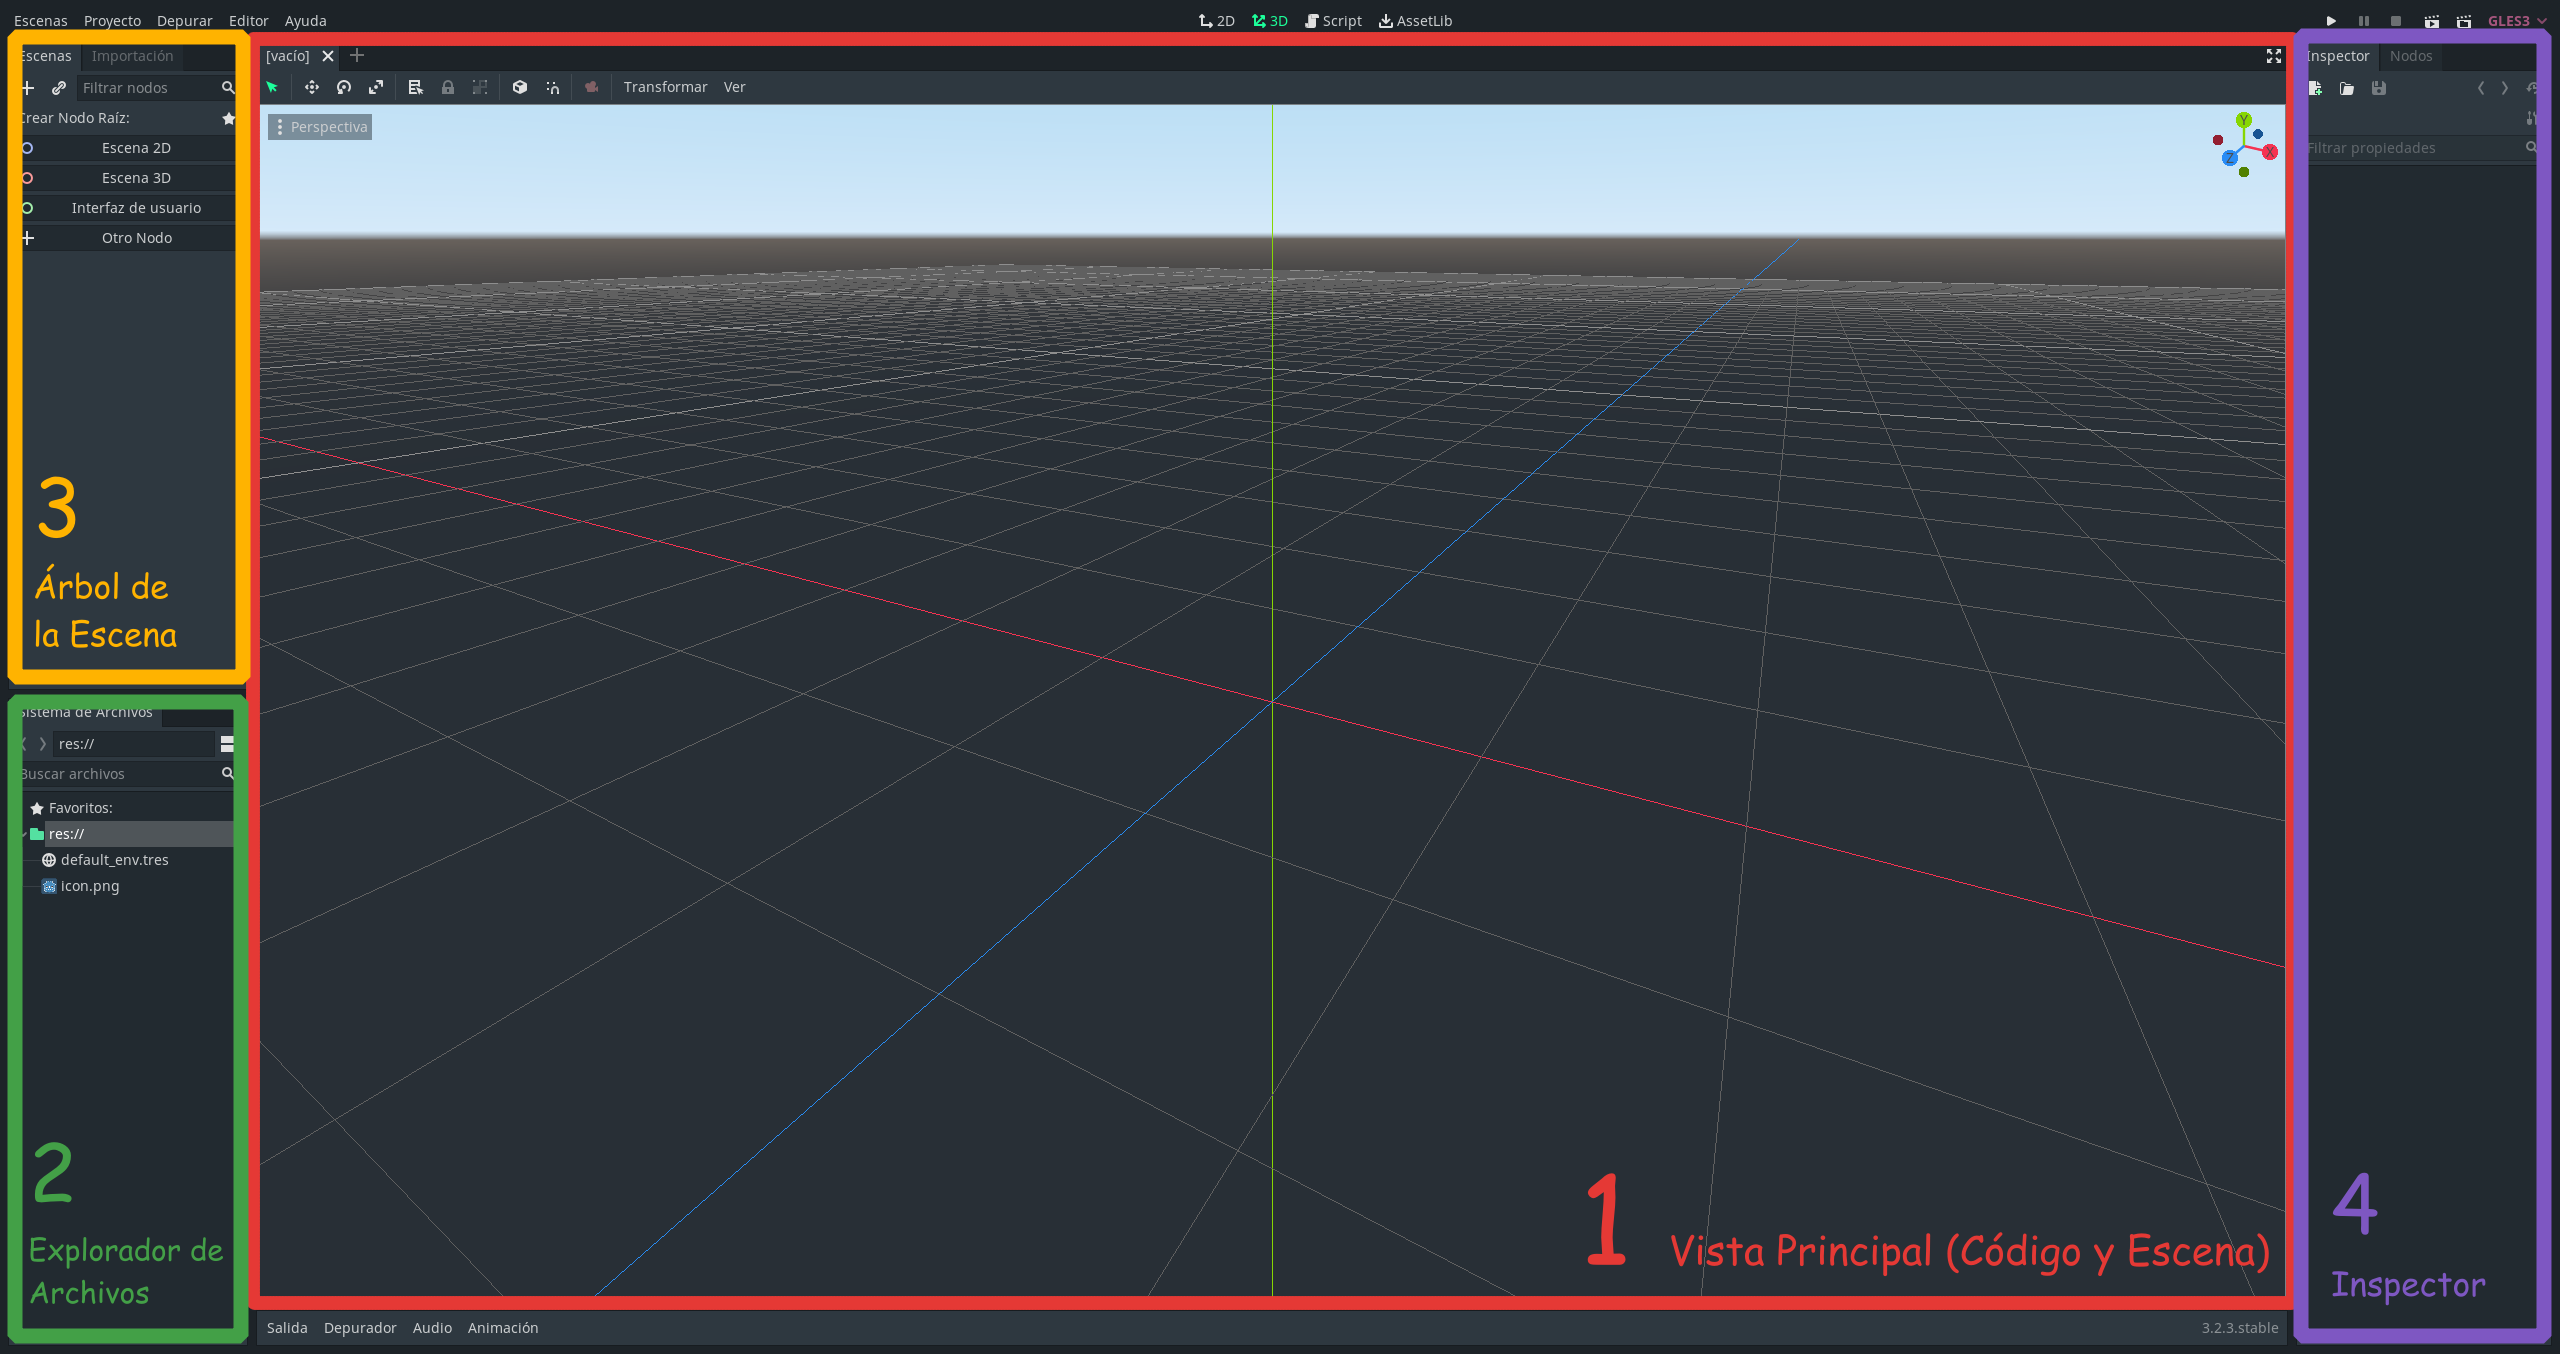 Escenas Proyecto Depurar Editor Ayuda
2D 3D Script AssetLib
GLES3
Escenas Importación
Filtrar nodos
Crear Nodo Raíz:
Escena 2D
Escena 3D
Interfaz de usuario
Otro Nodo
3
Árbol de
la Escena
Sistema de Archivos
res://
Buscar archivos
Favoritos:
res://
default_env.tres
icon.png
2
Explorador de
Archivos
[vacío]
Transformar Ver
Perspectiva
Y
X
Z
1 Vista Principal (Código y Escena)
Salida Depurador Audio Animación
3.2.3.stable
Inspector Nodos
Filtrar propiedades
4
Inspector